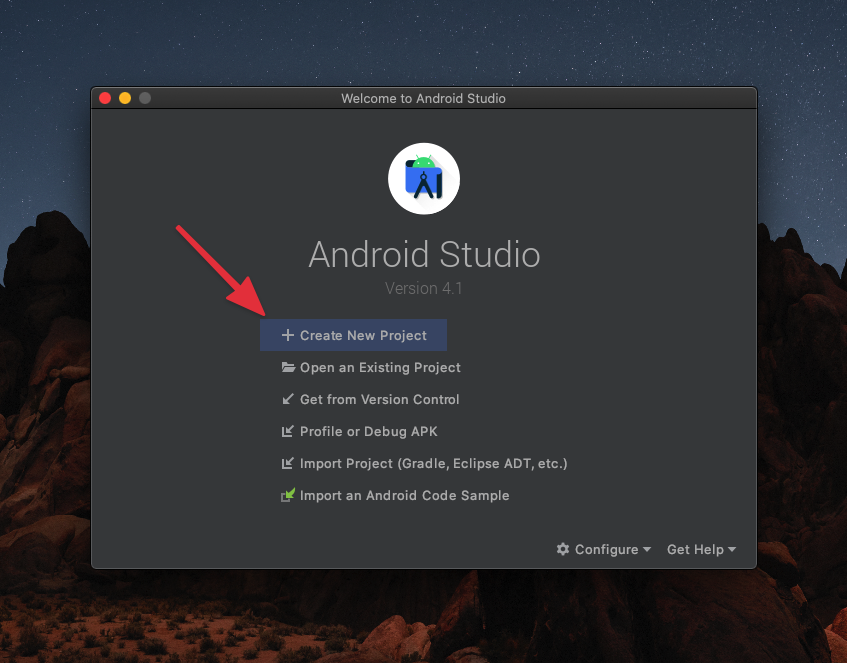 Welcome to Android Studio
Android Studio
Version 4.1
Create New Project
Open an Existing Project
Get from Version Control
Profile or Debug APK
Import Project (Gradle, Eclipse ADT, etc.)
Import an Android Code Sample
Configure Get Help